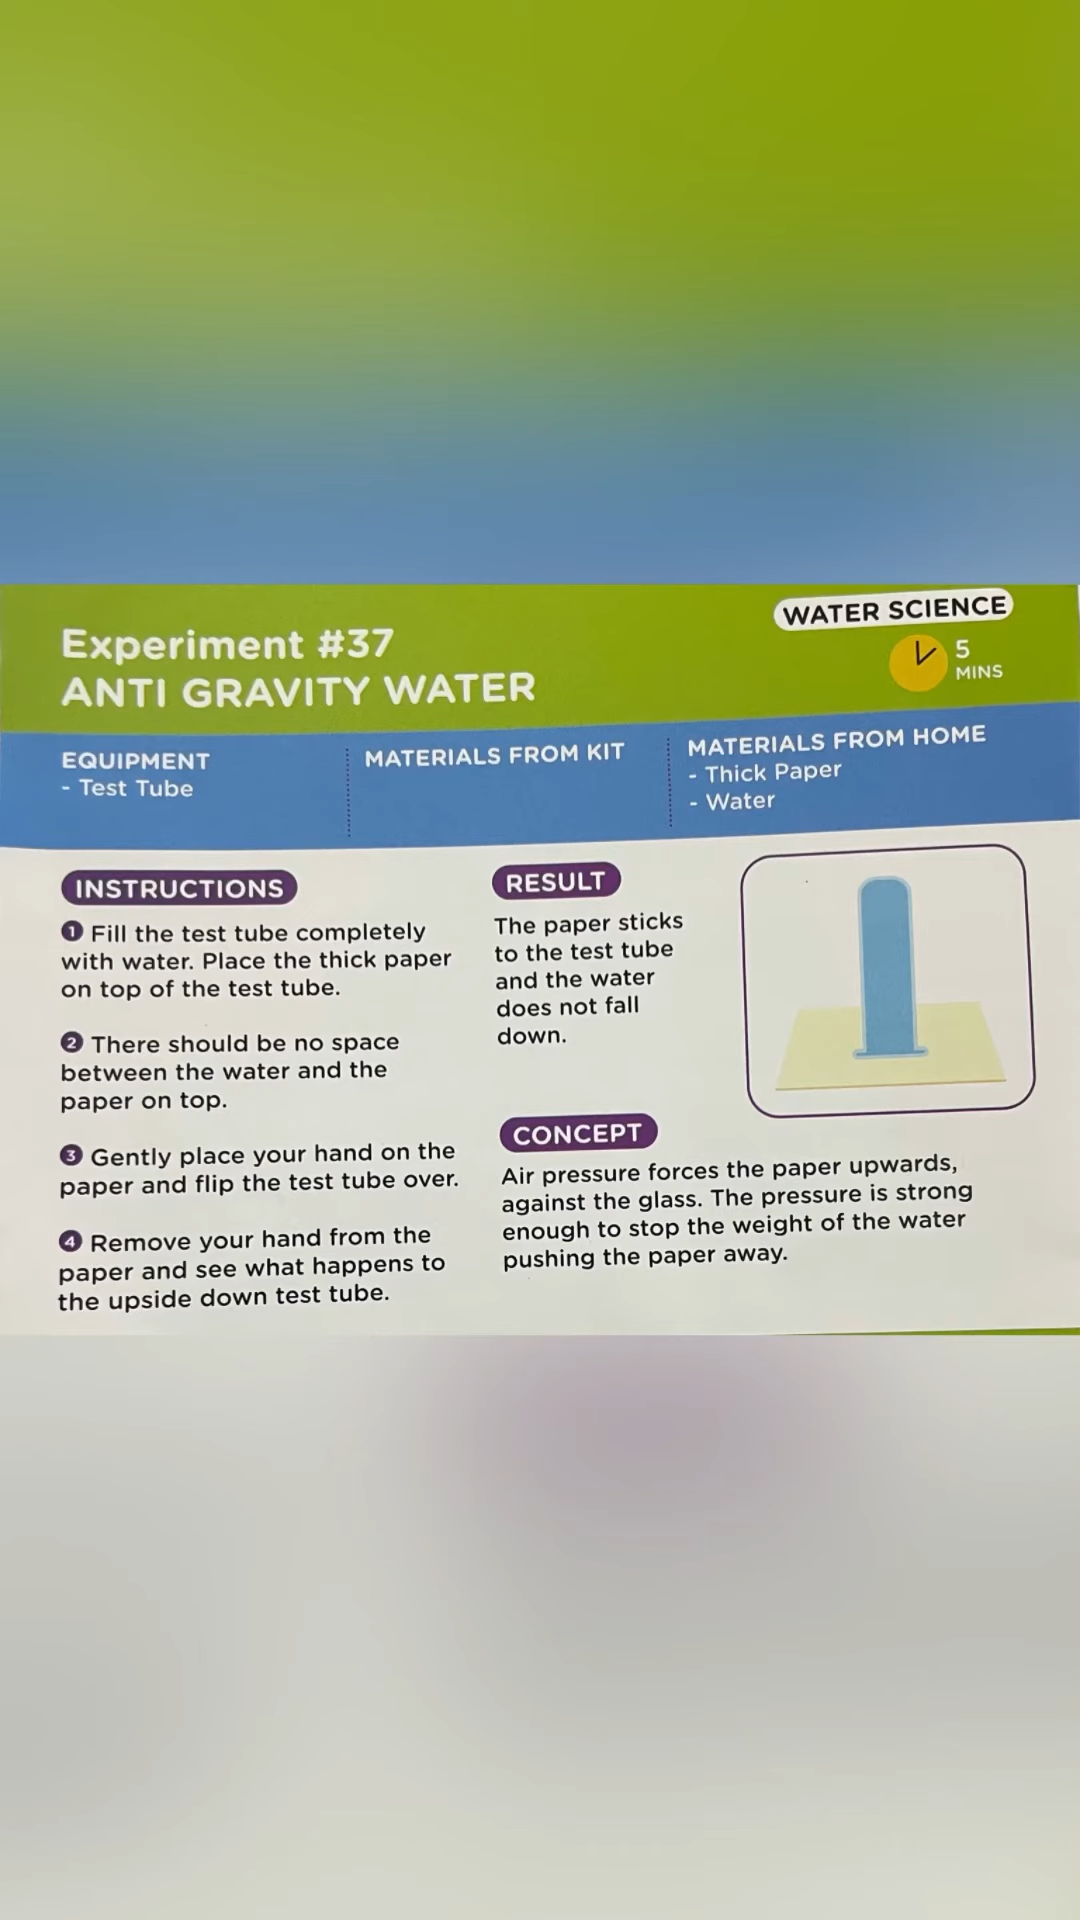 Experiment #37
ANTI GRAVITY WATER
WATER SCIENCE
5
MINS
EQUIPMENT
- Test Tube
MATERIALS FROM KIT
MATERIALS FROM HOME
- Thick Paper
- Water
INSTRUCTIONS
1 Fill the test tube completely
with water. Place the thick paper
on top of the test tube.
2 There should be no space
between the water and the
paper on top.
3 Gently place your hand on the
paper and flip the test tube over.
4 Remove your hand from the
paper and see what happens to
the upside down test tube.
RESULT
The paper sticks
to the test tube
and the water
does not fall
down.
CONCEPT
Air pressure forces the paper upwards,
against the glass. The pressure is strong
enough to stop the weight of the water
pushing the paper away.